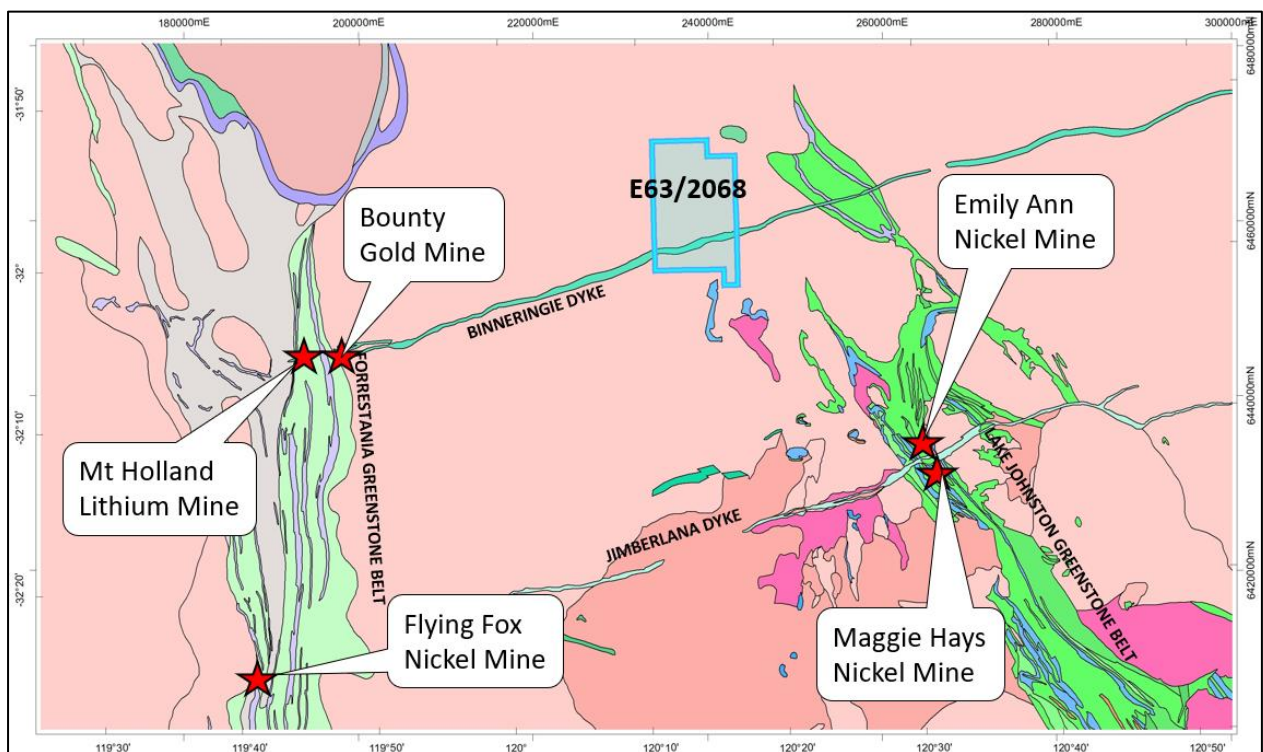 180000mE
200000mE
220000mE
240000mE
260000mE
280000mE
300000mE
6480000mN
-31°50'
E63/2068
Bounty
Gold Mine
Emily Ann
Nickel Mine
6460000mN
-32°
BINNERINGIE DYKE
FORRESTANIA GREENSTONE BELT
6440000mN
-32°10'
Mt Holland
Lithium Mine
LAKE JOHNSTON GREENSTONE BELT
JIMBERLANA DYKE
6420000mN
-32°20'
Flying Fox
Nickel Mine
Maggie Hays
Nickel Mine
119°30'
119°40'
119°50'
120°
120°10'
120°20'
120°30'
120°40'
120°50'